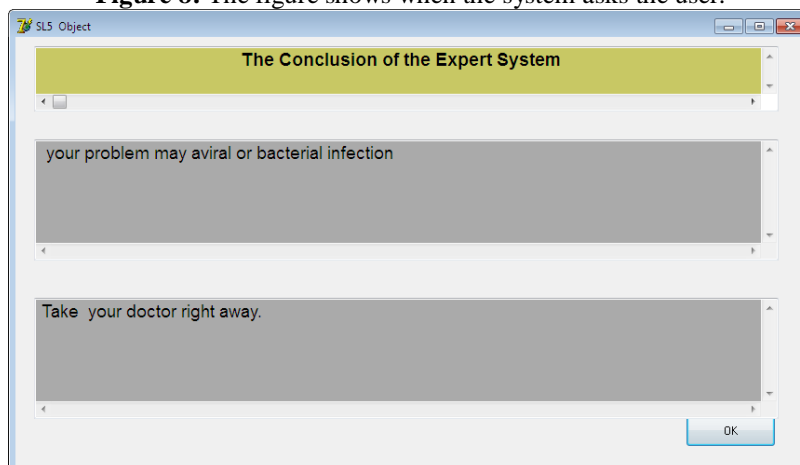 Figure 8: The figure shows when the system asks the user.
SL5 Object
The Conclusion of the Expert System
your problem may aviral or bacterial infection
Take your doctor right away.
OK